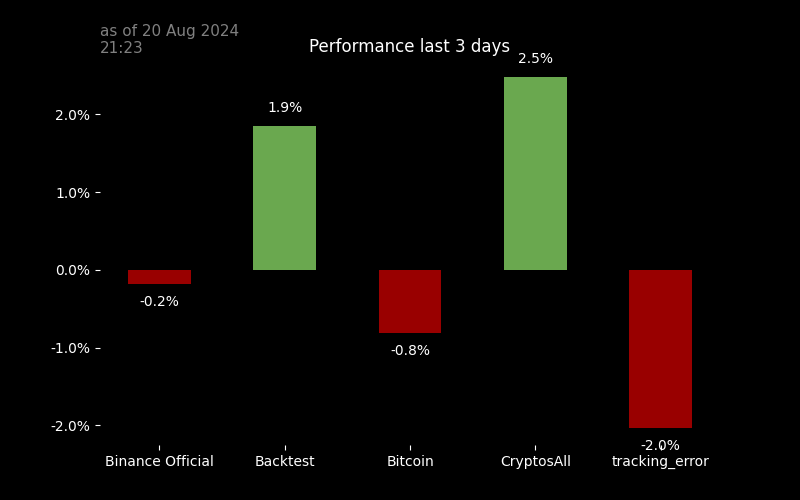 as of 20 Aug 2024
21:23
Performance last 3 days
2.5%
2.0%
1.9%
1.0%
0.0%
-0.2%
-0.8%
-1.0%
-2.0%
-2.0%
Binance Official
Backtest
Bitcoin
CryptosAll
tracking_error